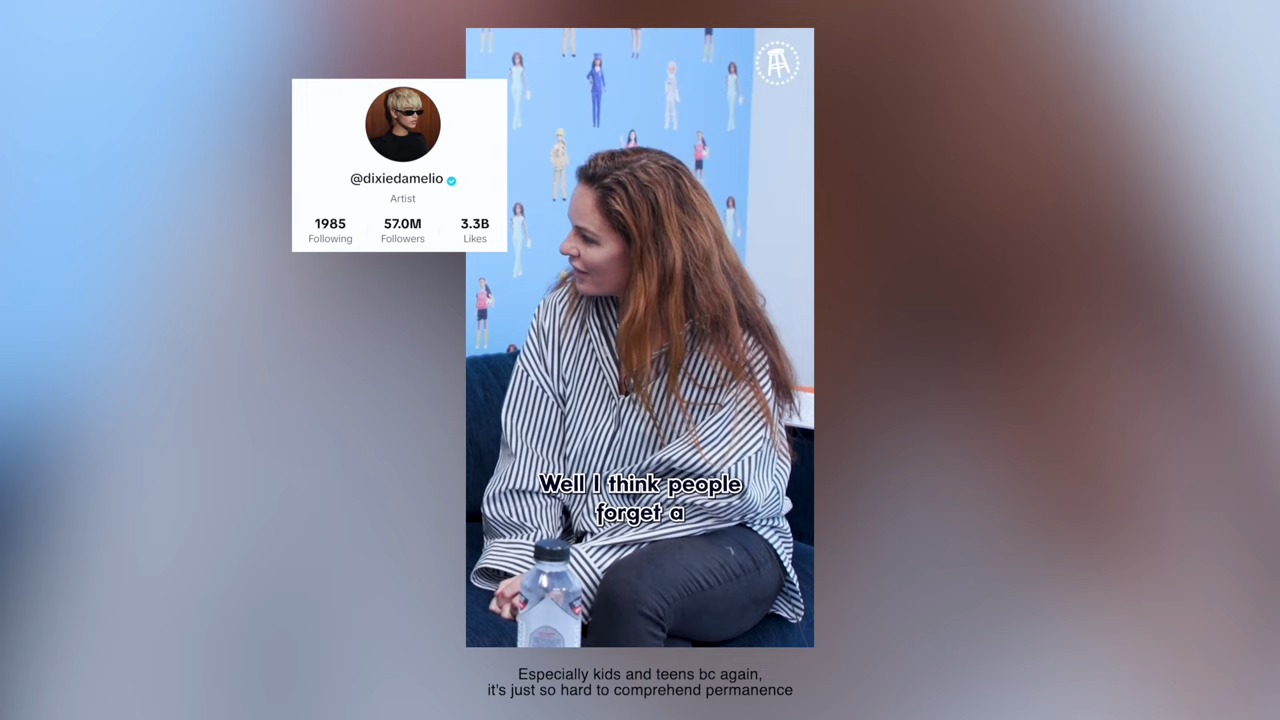 @dixiedamelio
Artist
1985 57.0M 3.3B
Following Followers Likes
Well I think people
forget a
Especially kids and teens bc again,
it's just so hard to comprehend permanence